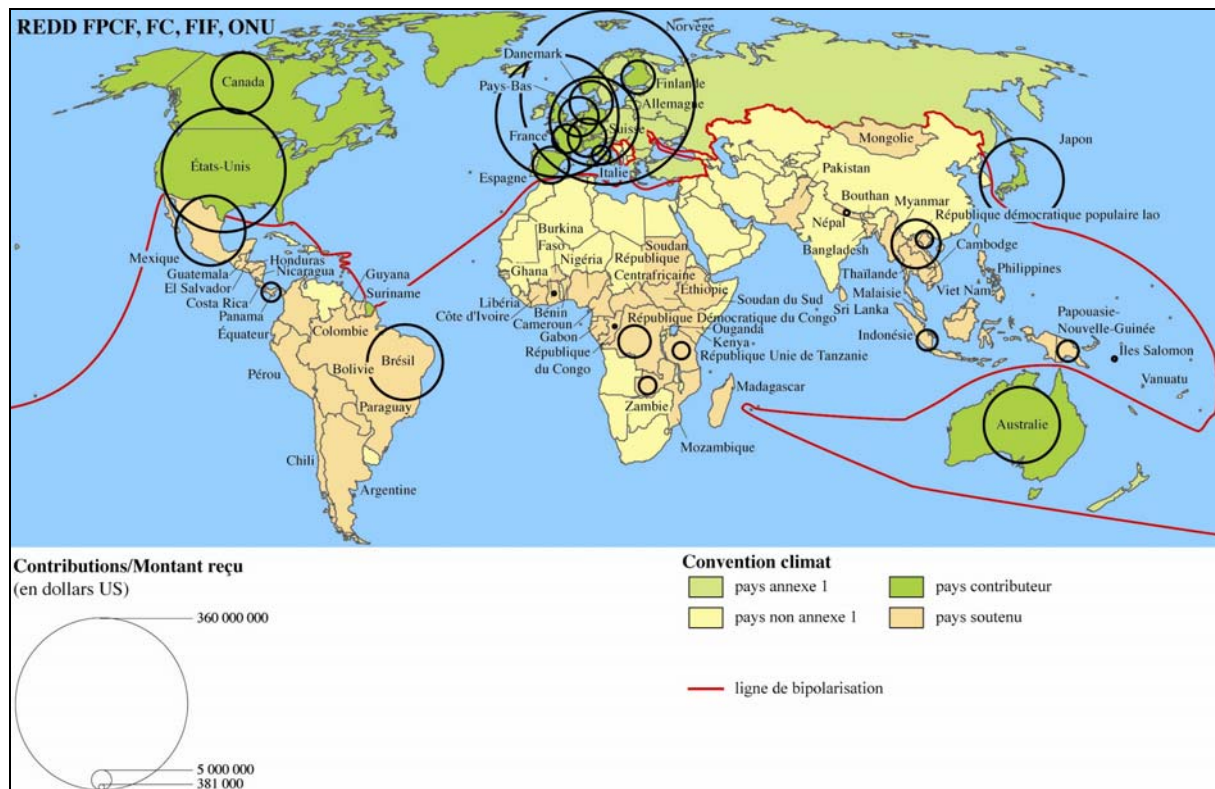 REDD FPCF, FC, FIF, ONU
Norvège
Danemark
Canada
Finlande
Pays-Bas
Allemagne
France
Suisse
Mongolie
Japon
États-Unis
Italie
Espagne
Pakistan
Bouthan
Myanmar
République démocratique populaire lao
Népal
Bangladesh
Cambodge
Mexique
Honduras
Guatemala
Nicaragua
El Salvador
Costa Rica
Panama
Guyana
Suriname
Burkina
Faso
Soudan
Nigéria
République
Centrafricaine
Ghana
Éthiopie
Thaïlande
Philippines
Viet Nam
Malaisie
Sri Lanka
Libéria
Côte d'Ivoire
Bénin
Cameroun
Gabon
Soudan du Sud
République Démocratique du Congo
Ouganda
Kenya
République
du Congo
République Unie de Tanzanie
Équateur
Colombie
Brésil
Pérou
Bolivie
Paraguay
Indonésie
Papouasie-
Nouvelle-Guinée
Îles Salomon
Vanuatu
Madagascar
Zambie
Mozambique
Australie
Chili
Argentine
Contributions/Montant reçu
(en dollars US)
360 000 000
5 000 000
381 000
Convention climat
pays annexe 1
pays contributeur
pays non annexe 1
pays soutenu
ligne de bipolarisation